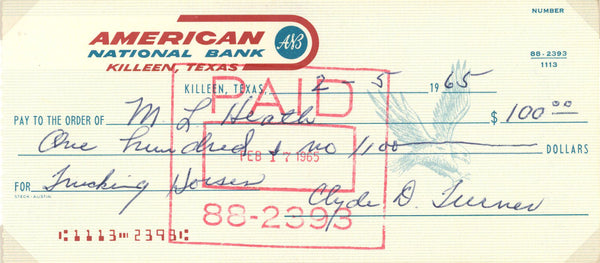 NUMBER
AMERICAN
NATIONAL BANK
KILLEEN, TEXAS
ANB
88-2393
1113
KILLEEN, TEXAS, 2 - 5 1965
PAID
PAY TO THE ORDER OF M L Heath $ 100 00
One hundred & no/100 DOLLARS
FEB 17 1965
FOR Trucking Horses Clyde D. Turner
STECK-AUSTIN
88-2393
⑆1113⑉2393⑆